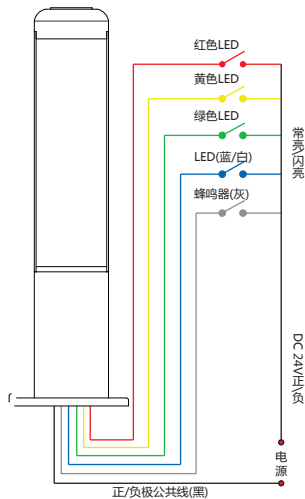 红色LED
黄色LED
绿色LED
LED(蓝/白)
蜂鸣器(灰)
常亮/闪亮
DC 24V正\负
电源
正/负极公共线(黑)